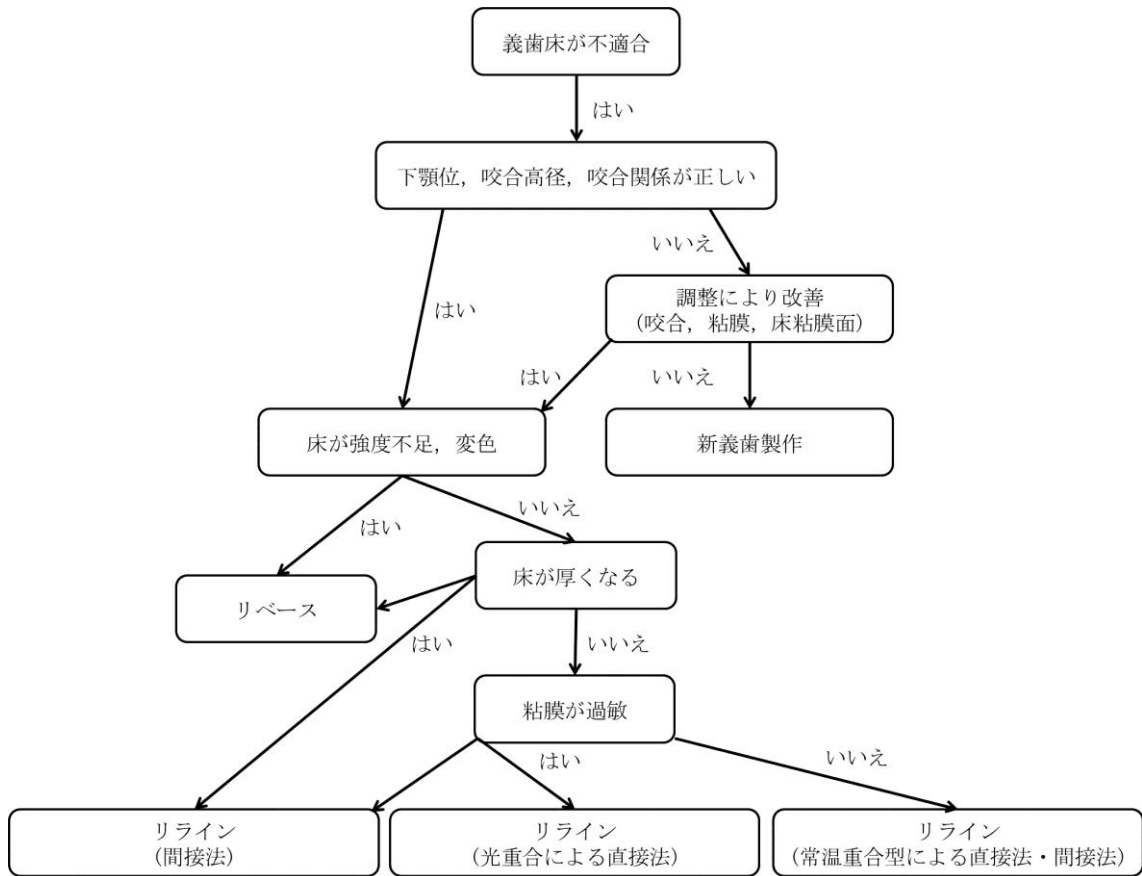 義歯床が不適合
はい
下顎位，咬合高径，咬合関係が正しい
いいえ
はい
調整により改善
（咬合，粘膜，床粘膜面）
はい
いいえ
床が強度不足，変色
新義歯製作
はい
いいえ
床が厚くなる
リベース
はい
いいえ
粘膜が過敏
はい
いいえ
リライン
（間接法）
リライン
（光重合による直接法）
リライン
（常温重合型による直接法・間接法）